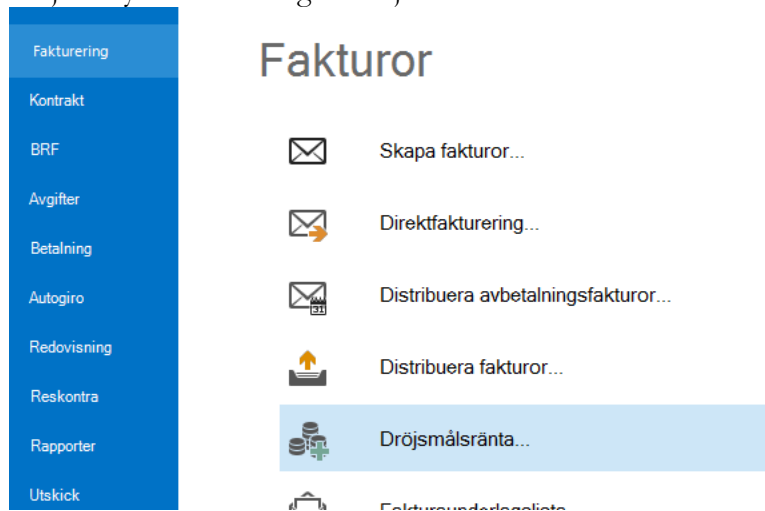 Fakturering
Kontrakt
BRF
Avgifter
Betalning
Autogiro
Redovisning
Reskontra
Rapporter
Utskick
Fakturor
Skapa fakturor...
Direktfakturering...
Distribuera avbetalningsfakturor...
31
Distribuera fakturor...
Dröjsmålsränta...